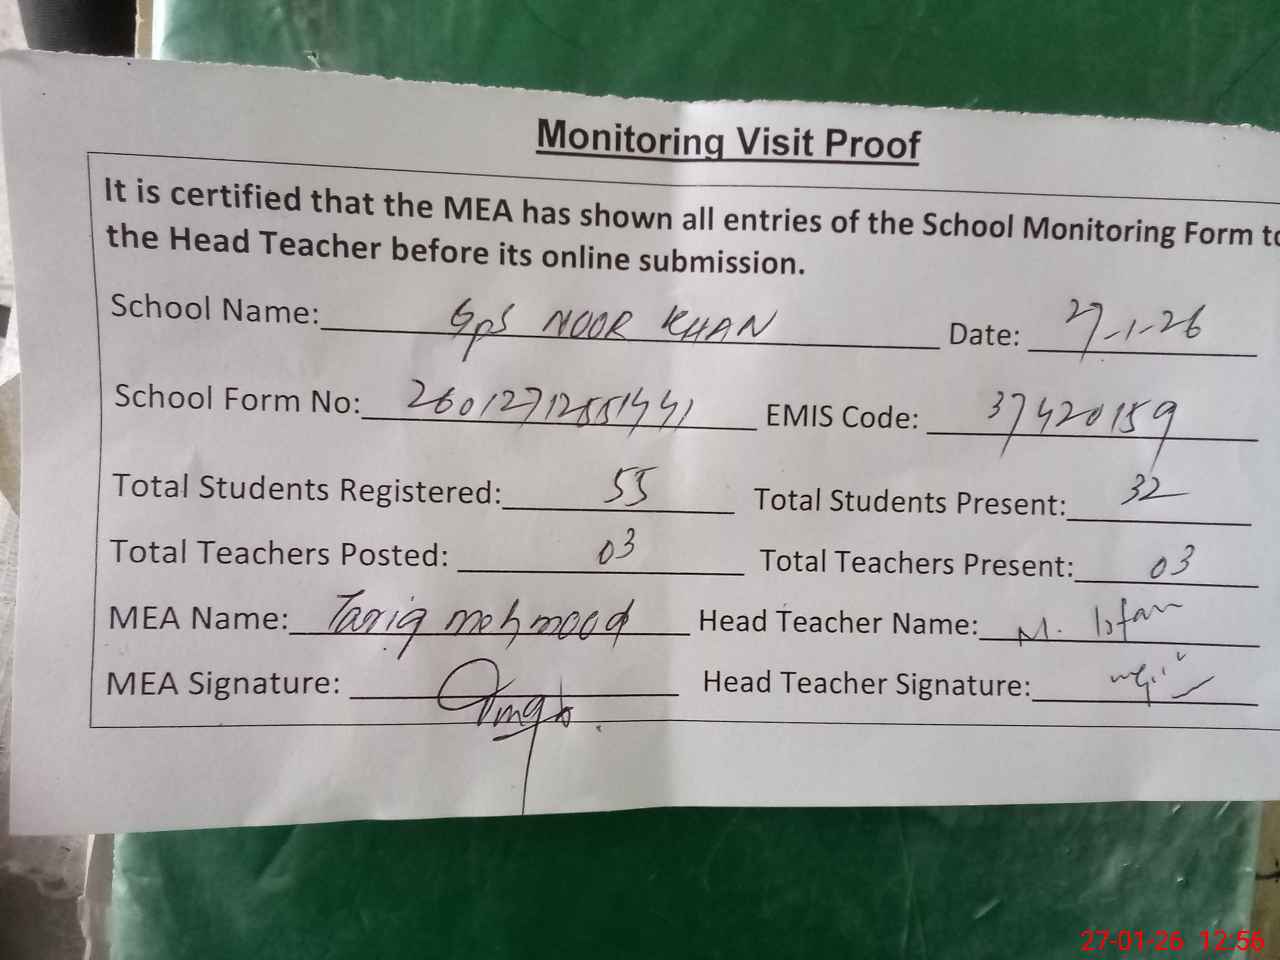 Monitoring Visit Proof
It is certified that the MEA has shown all entries of the School Monitoring Form to
the Head Teacher before its online submission.
School Name: GPS NOOR KHAN Date: 27-1-26
School Form No: EMIS Code: 37420159
Total Students Registered: 55 Total Students Present: 32
Total Teachers Posted: 03 Total Teachers Present: 03
MEA Name: Tariq mehmood Head Teacher Name: M. Irfan
MEA Signature: Head Teacher Signature:
27-01-26 12:56